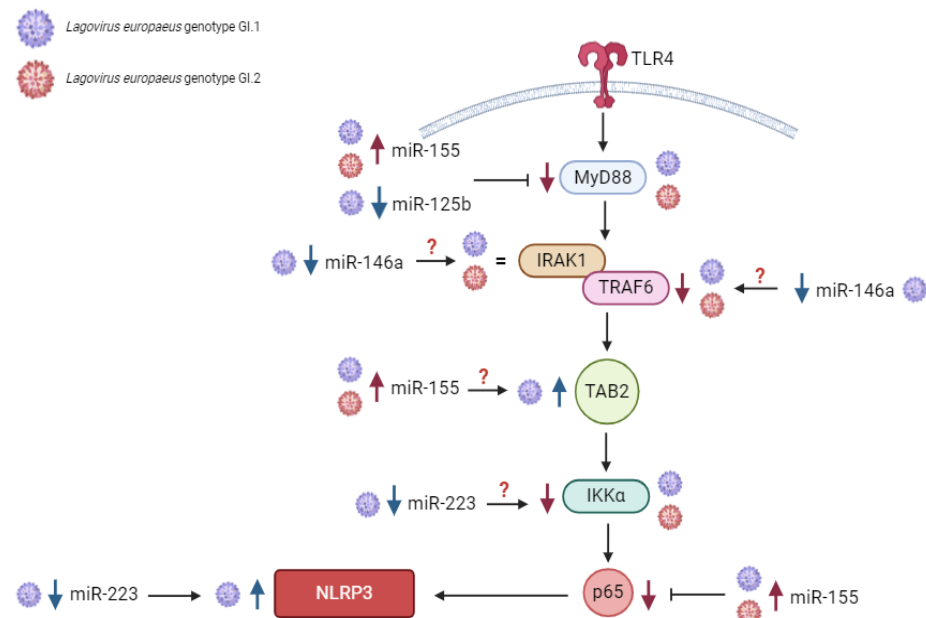 Lagovirus europaeus genotype GI.1
Lagovirus europaeus genotype GI.2
TLR4
miR-155
MyD88
miR-125b
miR-146a
?
=
IRAK1
TRAF6
?
miR-146a
miR-155
?
TAB2
miR-223
?
IKKα
miR-223
NLRP3
p65
miR-155